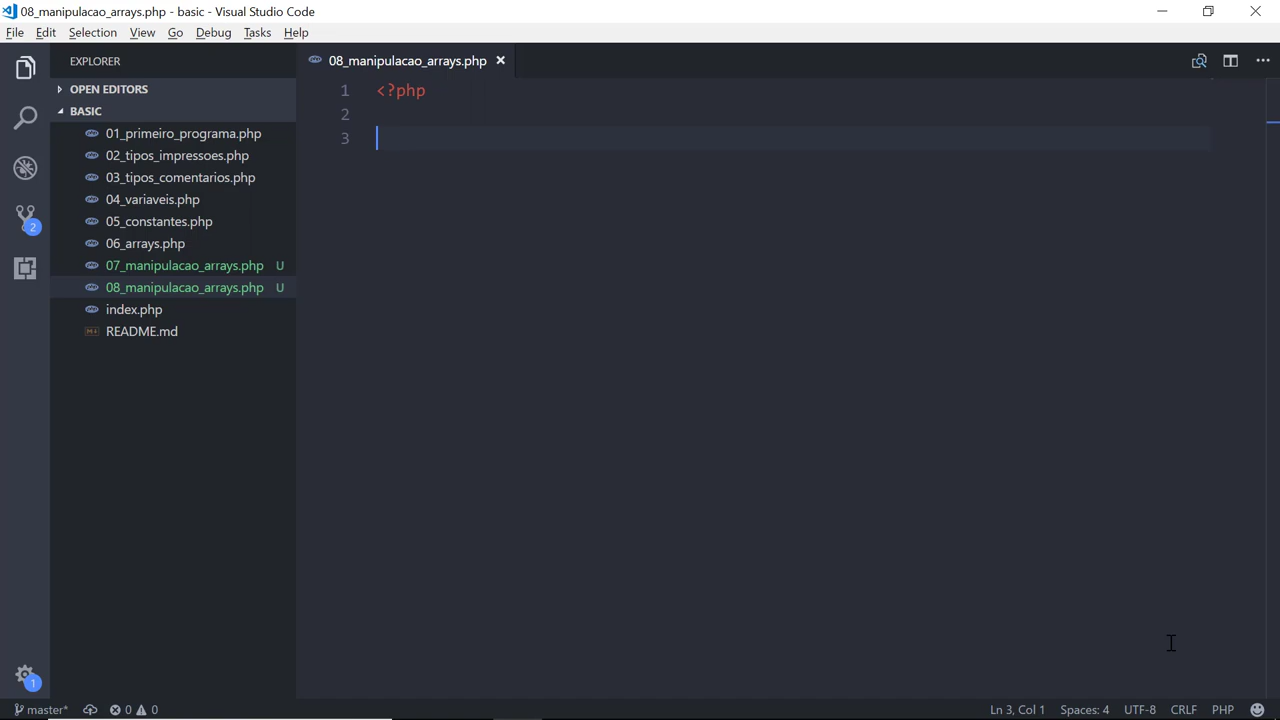 08_manipulacao_arrays.php - basic - Visual Studio Code
File Edit Selection View Go Debug Tasks Help
EXPLORER
08_manipulacao_arrays.php ×
OPEN EDITORS
BASIC
01_primeiro_programa.php
02_tipos_impressoes.php
03_tipos_comentarios.php
04_variaveis.php
05_constantes.php
06_arrays.php
07_manipulacao_arrays.php U
08_manipulacao_arrays.php U
index.php
README.md
1 <?php
2
3
2
1
master* 0 0 Ln 3, Col 1 Spaces: 4 UTF-8 CRLF PHP